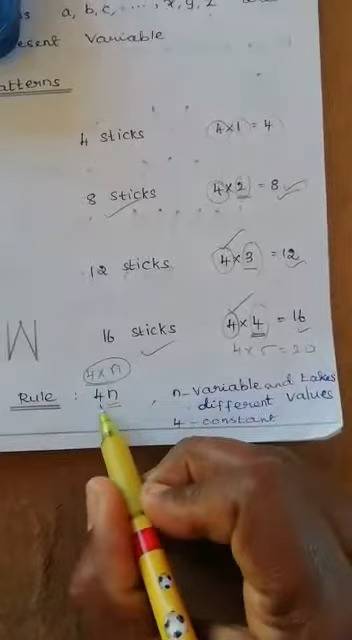 a, b, c, ...., x, y, z
esent variable
atterns
4 sticks 4×1 = 4
8 sticks 4×2 = 8
12 sticks 4×3 = 12
16 sticks 4×4 = 16
4×5=20
4×n
Rule : 4n , n-variable and takes
different values
4-constant